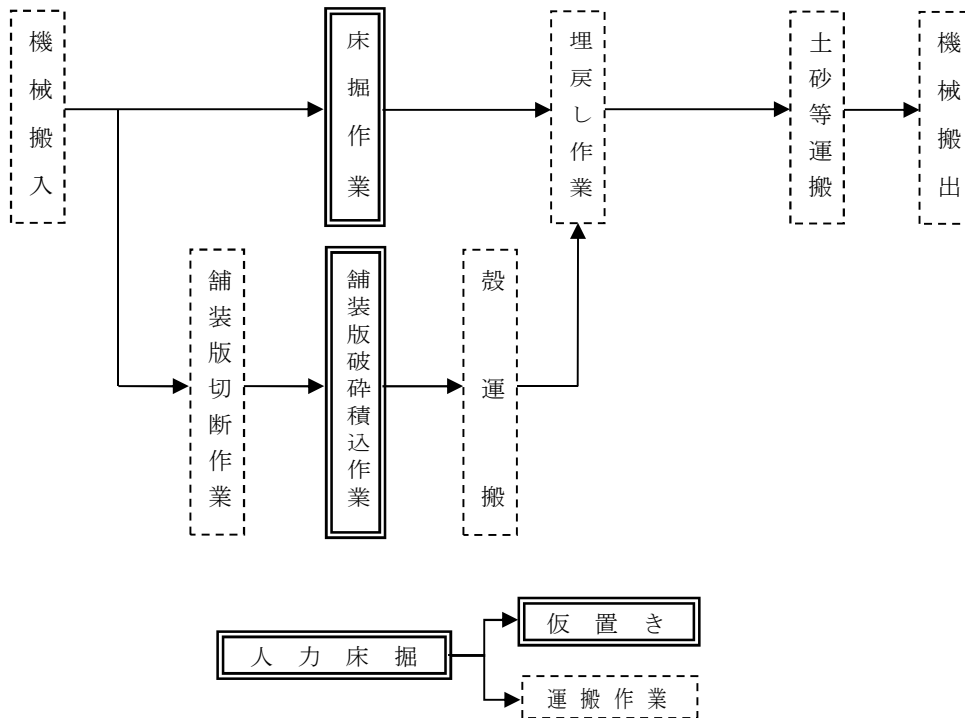 機械搬入
床掘作業
埋戻し作業
土砂等運搬
機械搬出
舗装版切断作業
舗装版破砕積込作業
殻運搬
人力床掘
仮置き
運搬作業